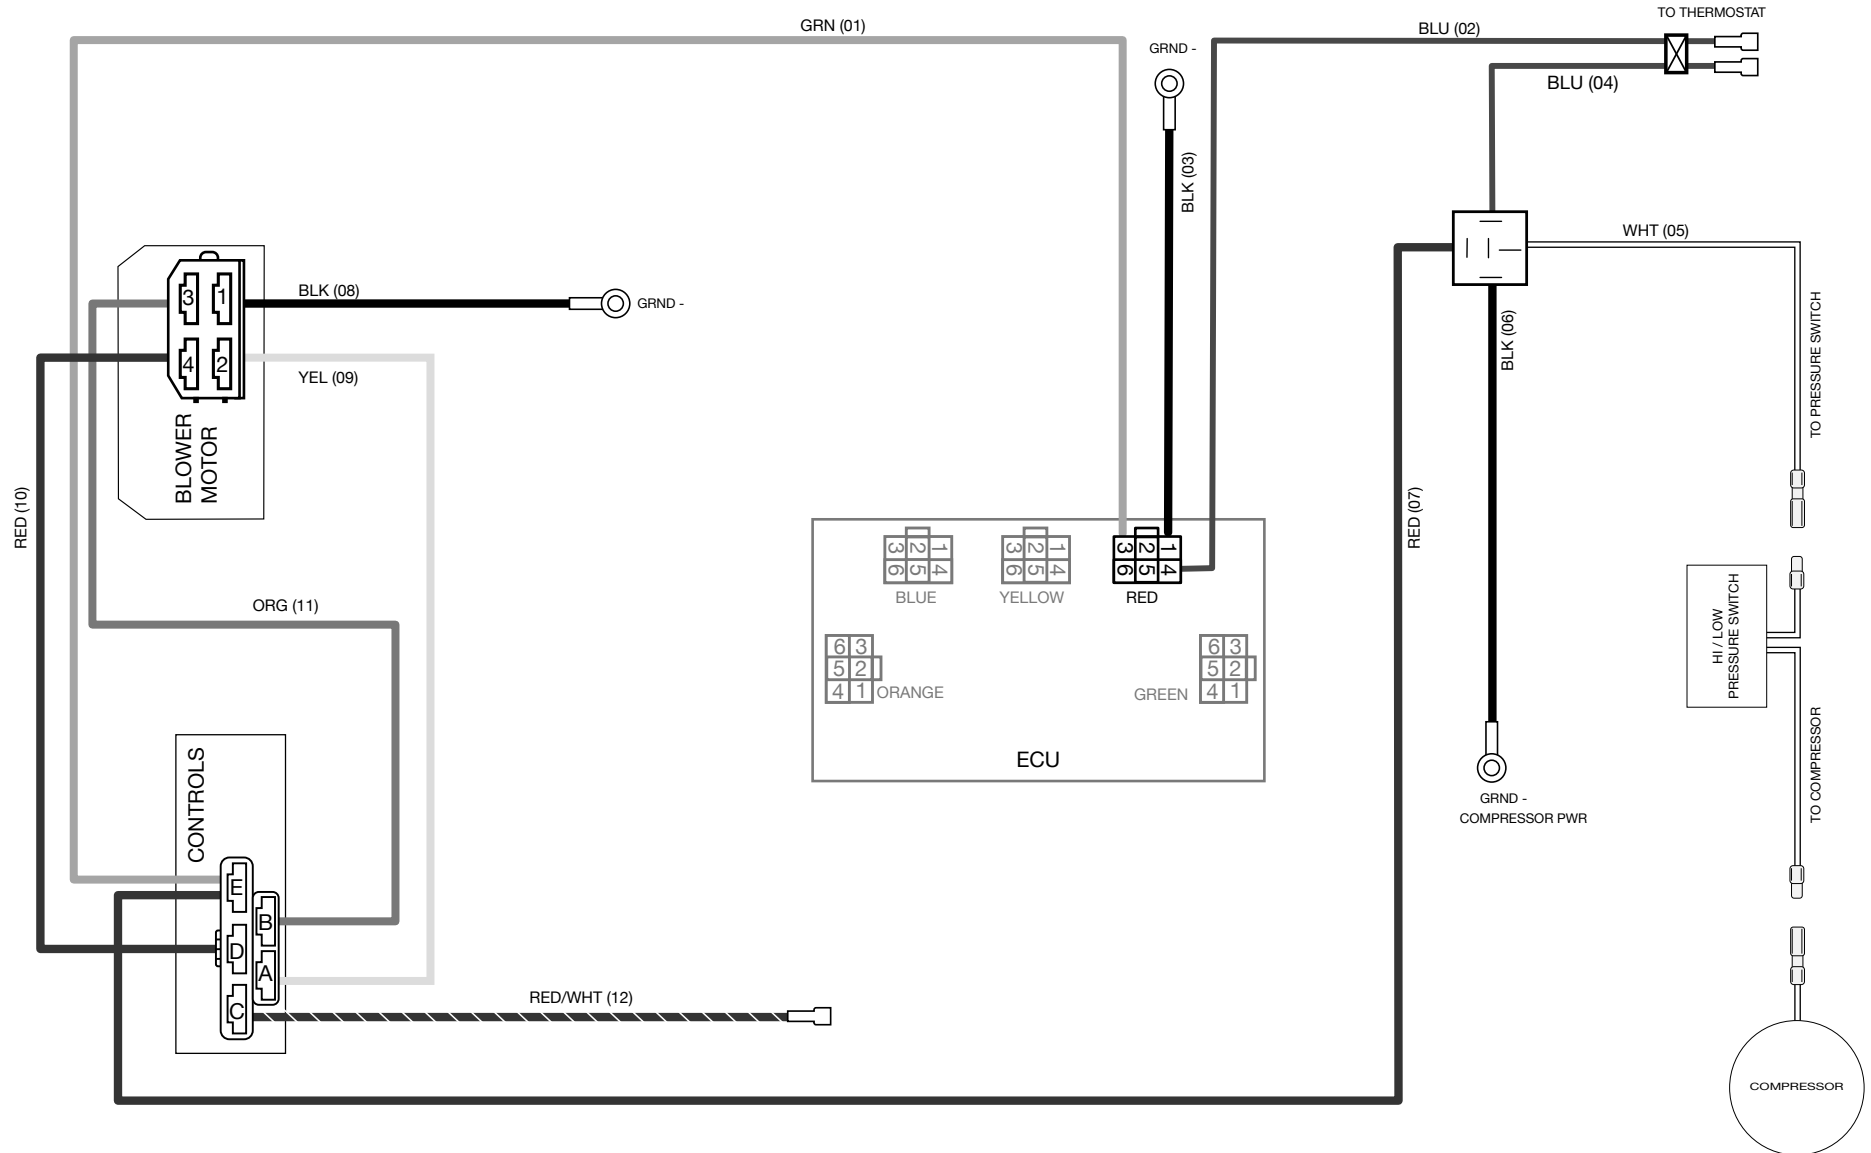 TO THERMOSTAT
GRN (01)
BLU (02)
GRND -
BLU (04)
BLK (03)
WHT (05)
3 1
4 2
BLK (08)
GRND -
YEL (09)
BLOWER
MOTOR
BLK (06)
TO PRESSURE SWITCH
RED (10)
RED (07)
3 2 1
6 5 4
BLUE
3 2 1
6 5 4
YELLOW
3 2 1
6 5 4
RED
ORG (11)
HI / LOW
PRESSURE SWITCH
6 3
5 2
4 1
ORANGE
GREEN
6 3
5 2
4 1
ECU
TO COMPRESSOR
GRND -
COMPRESSOR PWR
CONTROLS
E
B
D
A
C
RED/WHT (12)
COMPRESSOR